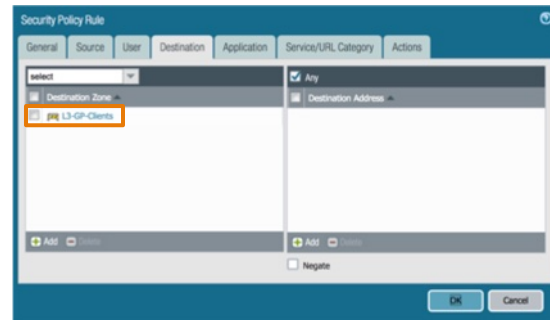 Security Policy Rule
General Source User Destination Application Service/URL Category Actions
select
Any
Destination Zone
Destination Address
L3-GP-Clients
Add Delete
Add Delete
Negate
OK Cancel